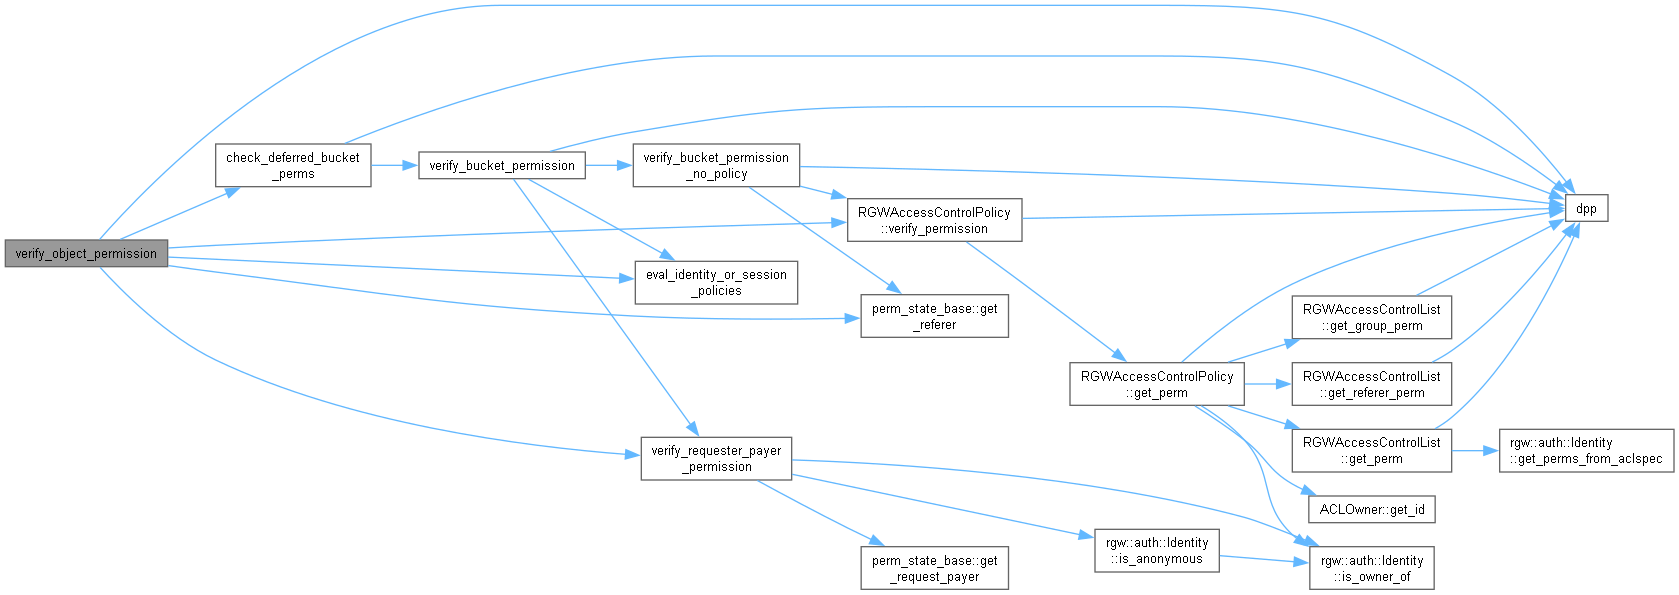 check_deferred_bucket
_perms
verify_bucket_permission
verify_bucket_permission
_no_policy
RGWAccessControlPolicy
::verify_permission
dpp
verify_object_permission
eval_identity_or_session
_policies
perm_state_base::get
_referer
RGWAccessControlList
::get_group_perm
RGWAccessControlPolicy
::get_perm
RGWAccessControlList
::get_referer_perm
verify_requester_payer
_permission
RGWAccessControlList
::get_perm
rgw::auth::Identity
::get_perms_from_aclspec
ACLOwner::get_id
perm_state_base::get
_request_payer
rgw::auth::Identity
::is_anonymous
rgw::auth::Identity
::is_owner_of